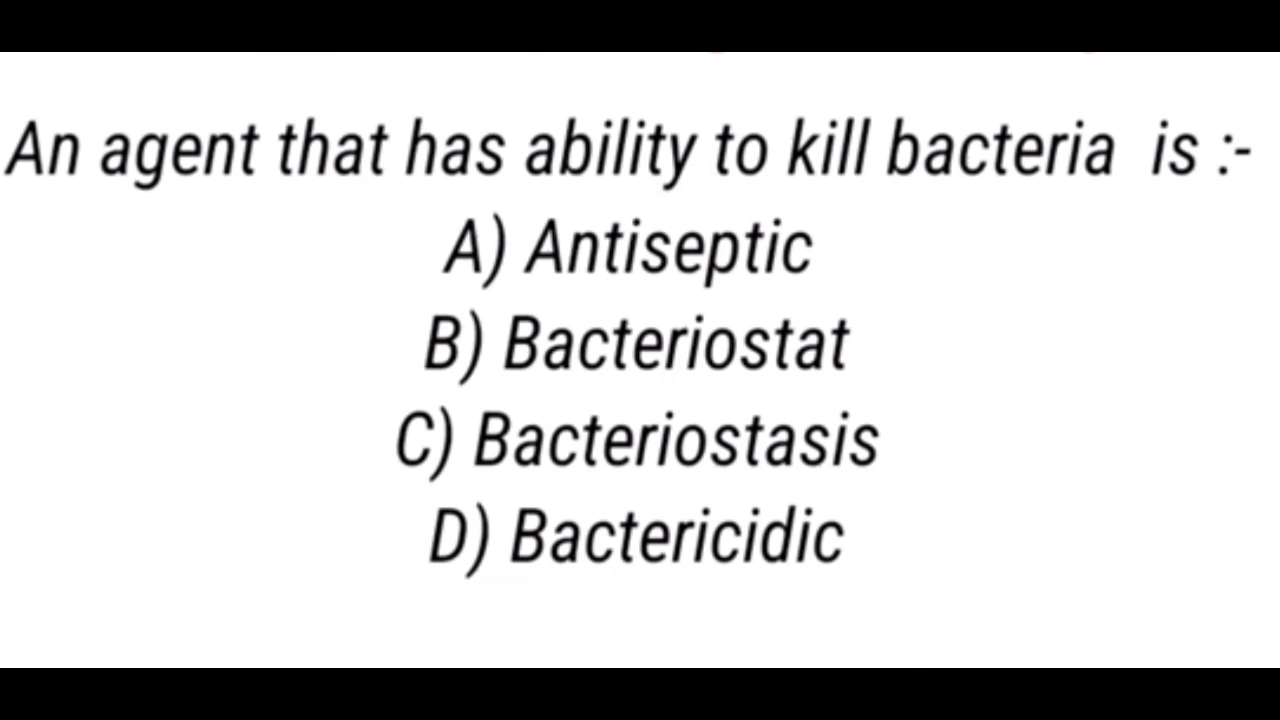 An agent that has ability to kill bacteria is :-
A) Antiseptic
B) Bacteriostat
C) Bacteriostasis
D) Bactericidic